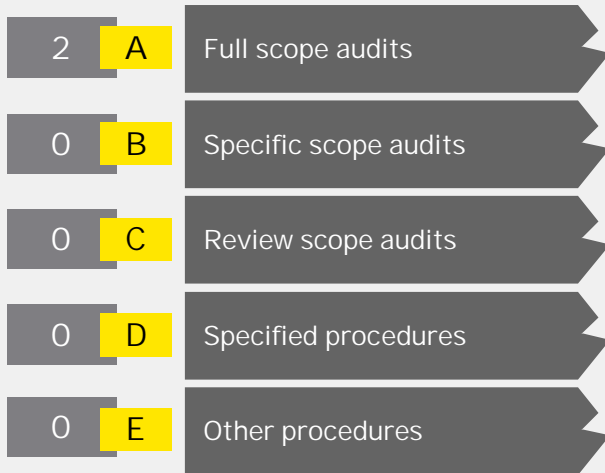 2 A Full scope audits
0 B Specific scope audits
0 C Review scope audits
0 D Specified procedures
0 E Other procedures